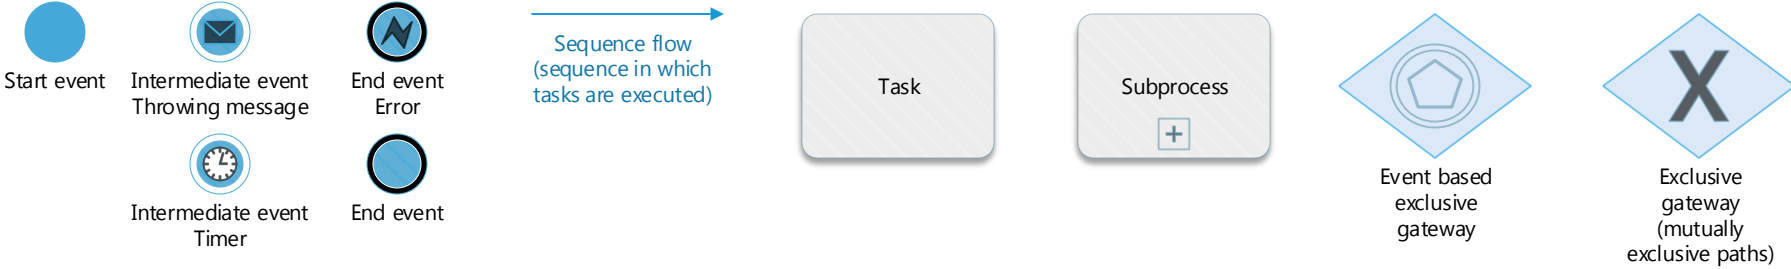 Start event
Intermediate event
Throwing message
End event
Error
Intermediate event
Timer
End event
Sequence flow
(sequence in which
tasks are executed)
Task
Subprocess
Event based
exclusive
gateway
X
Exclusive
gateway
(mutually
exclusive paths)